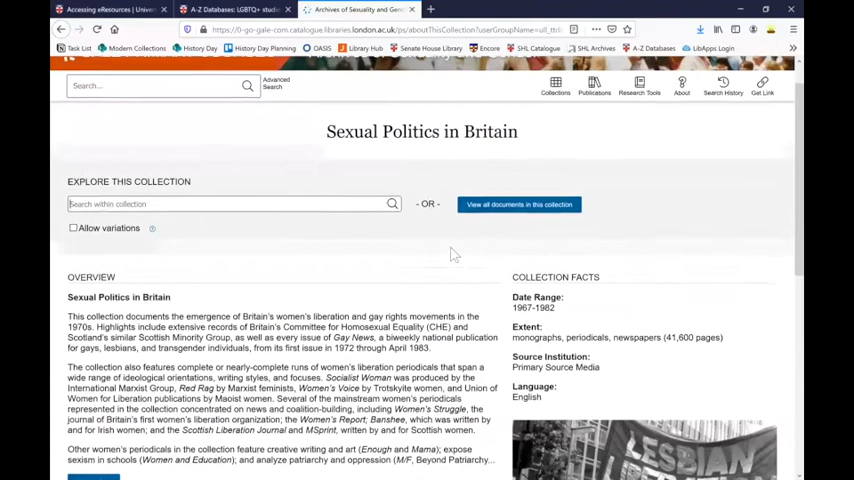 Accessing eResources | Univers
A-Z Databases: LGBTQ+ studie
Archives of Sexuality and Gen
https://0-go-gale-com.catalogue.libraries.london.ac.uk/ps/aboutThisCollection?userGroupName=ull_ttd
Task List Modern Collections History Day History Day Planning OASIS Library Hub Senate House Library Encore SHL Catalogue SHL Archives A-Z Databases LibApps Login
Search...
Advanced
Search
Collections Publications Research Tools About Search History Get Link
Sexual Politics in Britain
EXPLORE THIS COLLECTION
Search within collection
- OR -
View all documents in this collection
Allow variations
OVERVIEW
Sexual Politics in Britain
This collection documents the emergence of Britain's women's liberation and gay rights movements in the
1970s. Highlights include extensive records of Britain's Committee for Homosexual Equality (CHE) and
Scotland's similar Scottish Minority Group, as well as every issue of Gay News, a biweekly national publication
for gays, lesbians, and transgender individuals, from its first issue in 1972 through April 1983.
The collection also features complete or nearly-complete runs of women's liberation periodicals that span a
wide range of ideological orientations, writing styles, and focuses. Socialist Woman was produced by the
International Marxist Group, Red Rag by Marxist feminists, Women's Voice by Trotskyite women, and Union of
Women for Liberation publications by Maoist women. Several of the mainstream women's periodicals
represented in the collection concentrated on news and coalition-building, including Women's Struggle, the
journal of Britain's first women's liberation organization; the Women's Report; Banshee, which was written by
and for Irish women; and the Scottish Liberation Journal and MSprint, written by and for Scottish women.
Other women's periodicals in the collection feature creative writing and art (Enough and Mama); expose
sexism in schools (Women and Education); and analyze patriarchy and oppression (M/F, Beyond Patriarchy...
COLLECTION FACTS
Date Range:
1967-1982
Extent:
monographs, periodicals, newspapers (41,600 pages)
Source Institution:
Primary Source Media
Language:
English
LESBIAN
LIBERATION